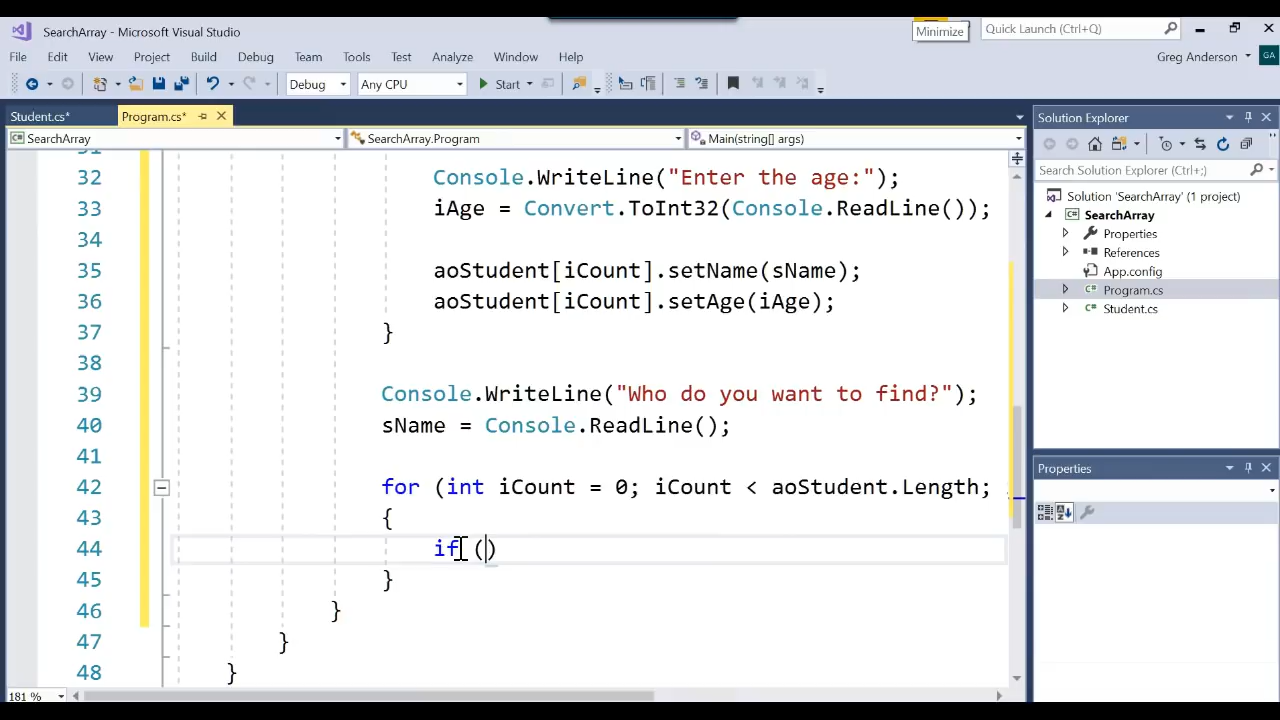 SearchArray - Microsoft Visual Studio
Minimize
Quick Launch (Ctrl+Q)
File Edit View Project Build Debug Team Tools Test Analyze Window Help
Greg Anderson GA
Debug Any CPU Start
Student.cs* Program.cs*
SearchArray SearchArray.Program Main(string[] args)
31
32 Console.WriteLine("Enter the age:");
33 iAge = Convert.ToInt32(Console.ReadLine());
34
35 aoStudent[iCount].setName(sName);
36 aoStudent[iCount].setAge(iAge);
37 }
38
39 Console.WriteLine("Who do you want to find?");
40 sName = Console.ReadLine();
41
42 for (int iCount = 0; iCount < aoStudent.Length;
43 {
44 if ()
45 }
46 }
47 }
48 }
181 %
Solution Explorer
Search Solution Explorer (Ctrl+;)
Solution 'SearchArray' (1 project)
SearchArray
Properties
References
App.config
Program.cs
Student.cs
Properties